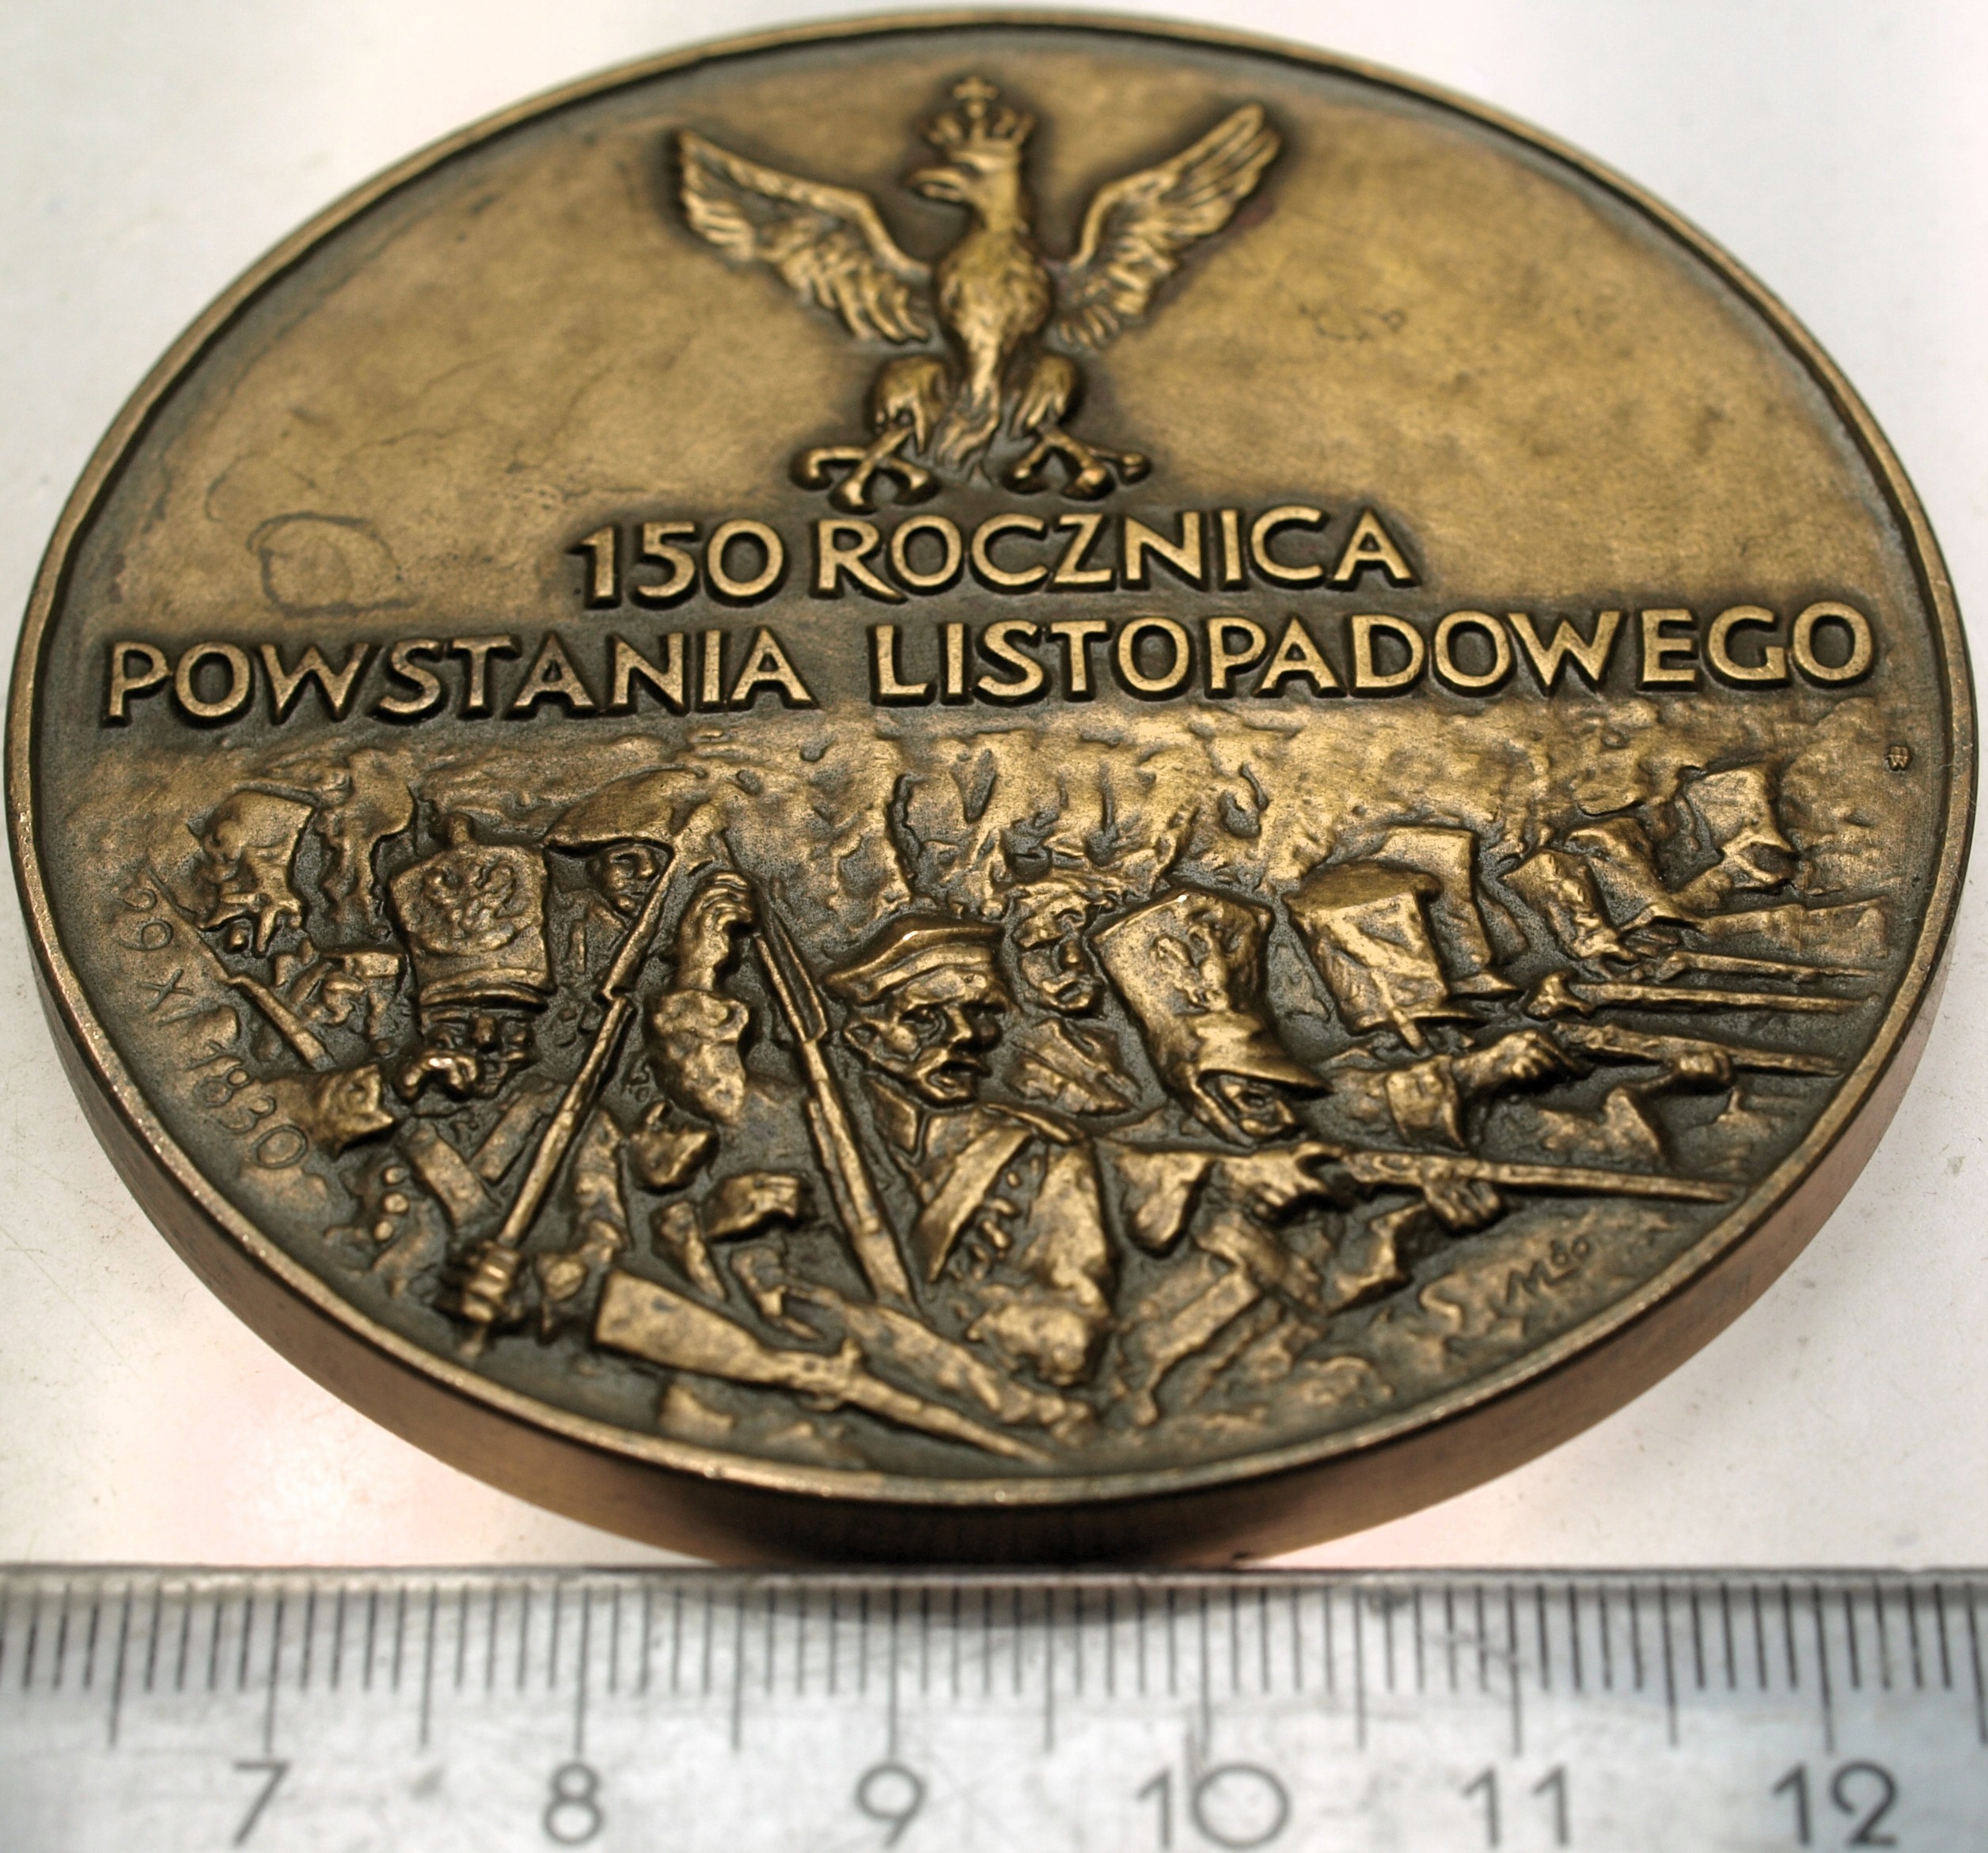 150 ROCZNICA
POWSTANIA LISTOPADOWEGO
29 XI 1830
7 8 9 10 11 12